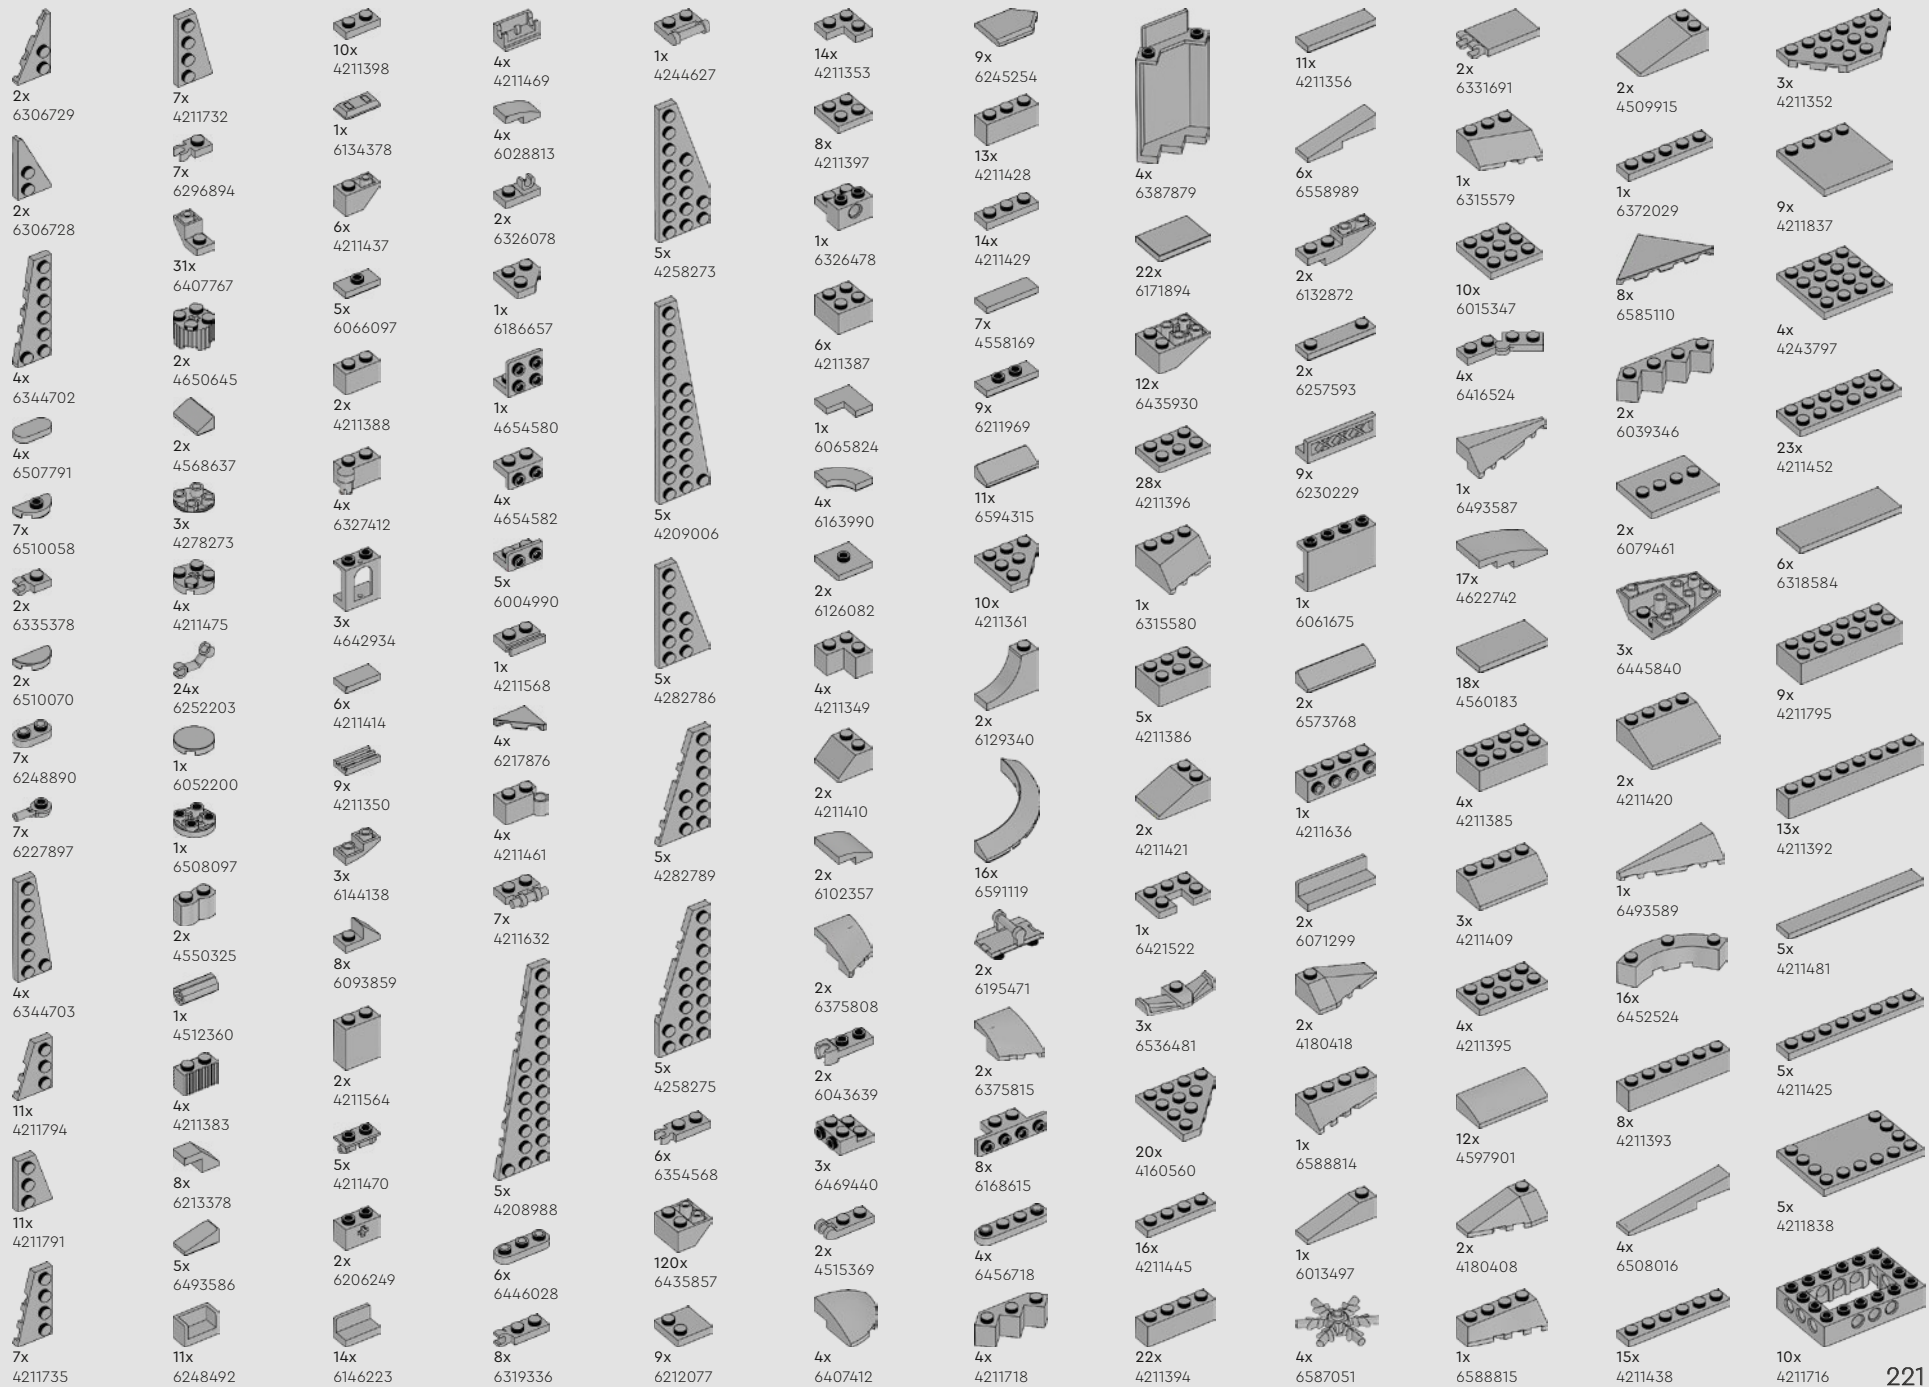 2x
6306729
2x
6306728
4x
6344702
4x
6507791
7x
6510058
2x
6335378
2x
6510070
7x
6248890
7x
6227897
4x
6344703
11x
4211794
11x
4211791
7x
4211735
7x
4211732
7x
6296894
31x
6407767
2x
4650645
2x
4568637
3x
4278273
4x
4211475
24x
6252203
1x
6052200
1x
6508097
2x
4550325
1x
4512360
4x
4211383
8x
6213378
5x
6493586
11x
6248492
10x
4211398
1x
6134378
6x
4211437
5x
6066097
2x
4211388
4x
6327412
3x
4642934
6x
4211414
9x
4211350
3x
6144138
8x
6093859
2x
4211564
5x
4211470
2x
6206249
14x
6146223
4x
4211469
4x
6028813
2x
6326078
1x
6186657
1x
4654580
4x
4654582
5x
6004990
1x
4211568
4x
6217876
4x
4211461
7x
4211632
5x
4208988
6x
6446028
8x
6319336
1x
4244627
5x
4258273
5x
4209006
5x
4282786
5x
4282789
5x
4258275
6x
6354568
120x
6435857
9x
6212077
14x
4211353
8x
4211397
1x
6326478
6x
4211387
1x
6065824
4x
6163990
2x
6126082
4x
4211349
2x
4211410
2x
6102357
2x
6375808
2x
6043639
3x
6469440
2x
4515369
4x
6407412
9x
6245254
13x
4211428
14x
4211429
7x
4558169
9x
6211969
11x
6594315
10x
4211361
2x
6129340
16x
6591119
2x
6195471
2x
6375815
8x
6168615
4x
6456718
4x
4211718
4x
6387879
22x
6171894
12x
6435930
28x
4211396
1x
6315580
5x
4211386
2x
4211421
1x
6421522
3x
6536481
20x
4160560
16x
4211445
22x
4211394
11x
4211356
6x
6558989
2x
6132872
2x
6257593
9x
6230229
1x
6061675
2x
6573768
1x
4211636
2x
6071299
2x
4180418
1x
6588814
1x
6013497
4x
6587051
2x
6331691
1x
6315579
10x
6015347
4x
6416524
1x
6493587
17x
4622742
18x
4560183
4x
4211385
3x
4211409
4x
4211395
12x
4597901
2x
4180408
1x
6588815
2x
4509915
1x
6372029
8x
6585110
2x
6039346
2x
6079461
3x
6445840
2x
4211420
1x
6493589
16x
6452524
8x
4211393
4x
6508016
15x
4211438
3x
4211352
9x
4211837
4x
4243797
23x
4211452
6x
6318584
9x
4211795
13x
4211392
5x
4211481
5x
4211425
5x
4211838
10x
4211716
221